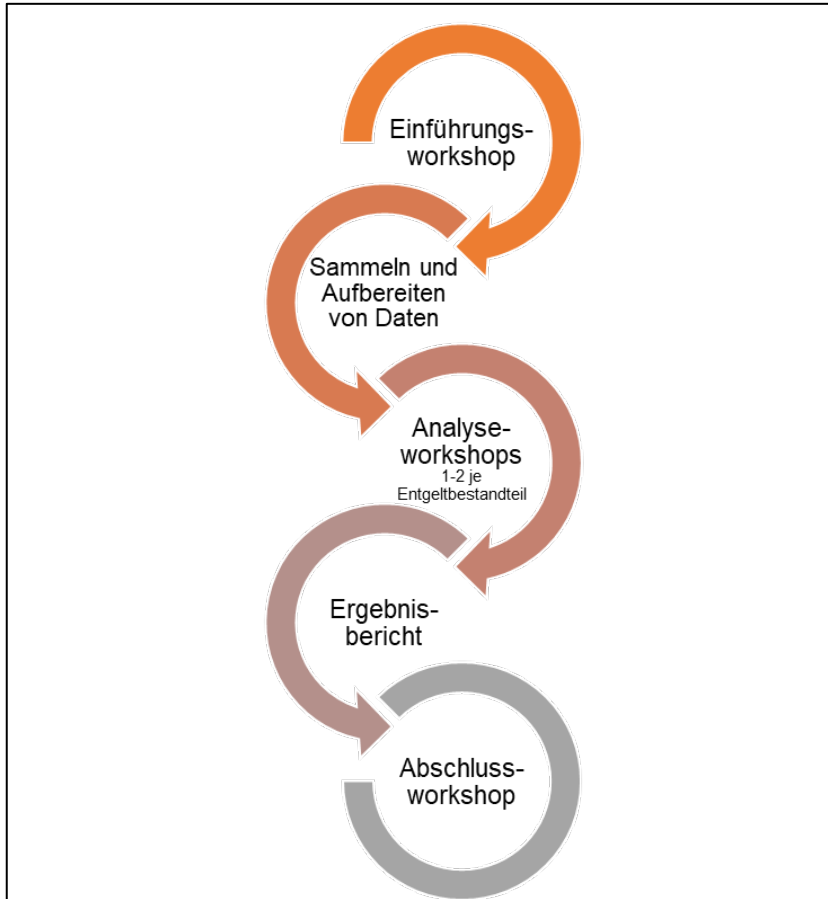 Einführungs-
workshop
Sammeln und
Aufbereiten
von Daten
Analyse-
workshops
1-2 je
Entgeltbestandteil
Ergebnis-
bericht
Abschluss-
workshop